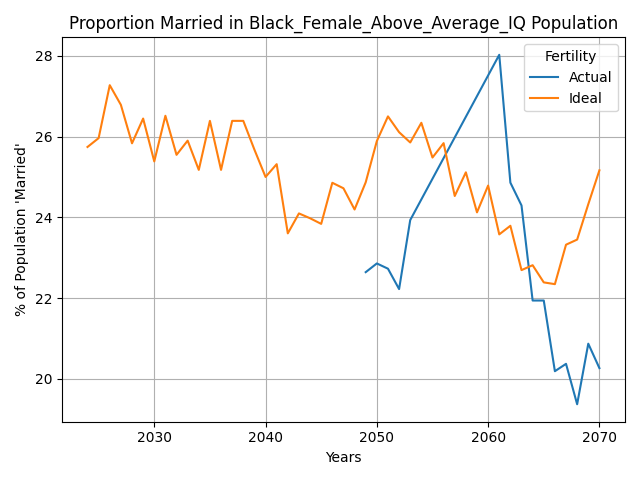 Proportion Married in Black_Female_Above_Average_IQ Population
Fertility
Actual
Ideal
% of Population 'Married'
28
26
24
22
20
2030
2040
2050
2060
2070
Years